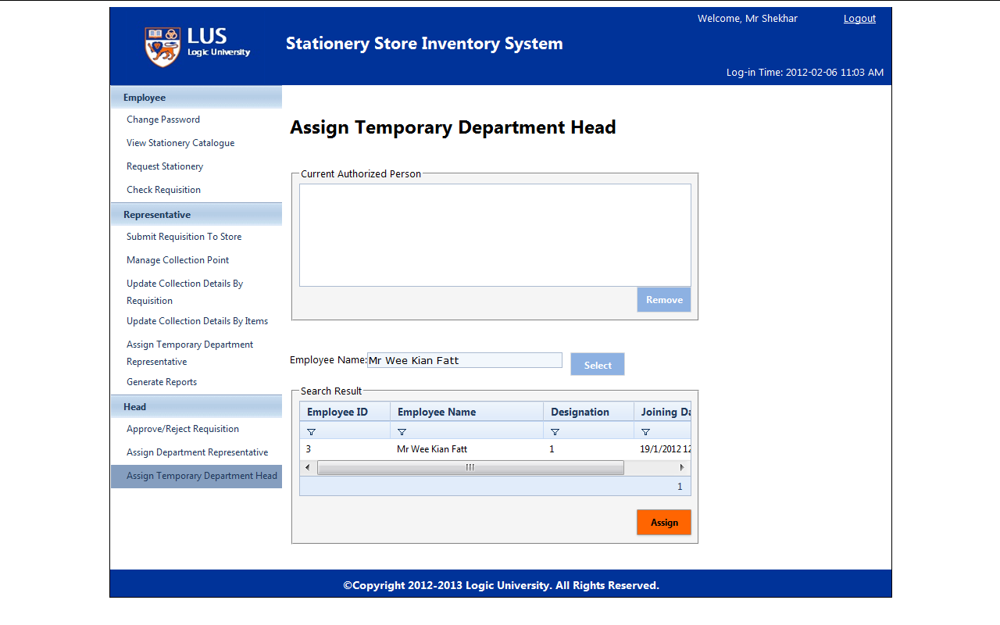 Welcome, Mr Shekhar Logout
LUS
Logic University
Stationery Store Inventory System
Log-in Time: 2012-02-06 11:03 AM
Employee
Change Password
View Stationery Catalogue
Request Stationery
Check Requisition
Representative
Submit Requisition To Store
Manage Collection Point
Update Collection Details By
Requisition
Update Collection Details By Items
Assign Temporary Department
Representative
Generate Reports
Head
Approve/Reject Requisition
Assign Department Representative
Assign Temporary Department Head
Assign Temporary Department Head
Current Authorized Person
Remove
Employee Name: Mr Wee Kian Fatt Select
Search Result
Employee ID Employee Name Designation Joining Da
3 Mr Wee Kian Fatt 1 19/1/2012 12
1
Assign
©Copyright 2012-2013 Logic University. All Rights Reserved.